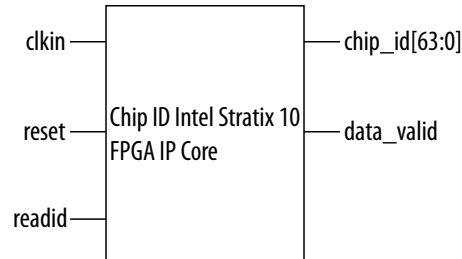 clkin
chip_id[63:0]
Chip ID Intel Stratix 10
reset
data_valid
FPGA IP Core
readid